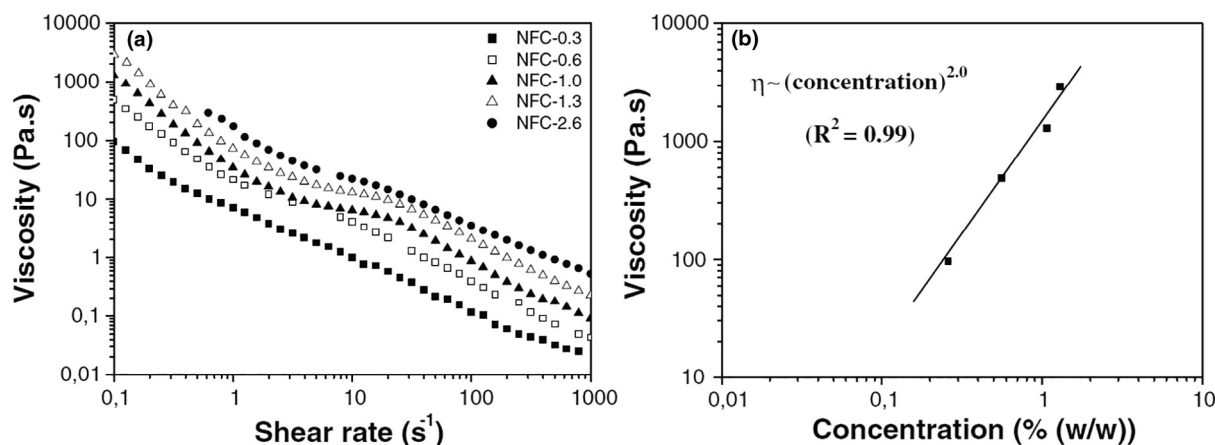 (a)
10000
1000
100
10
1
0,1
0,01
Viscosity (Pa.s)
NFC-0.3
NFC-0.6
NFC-1.0
NFC-1.3
NFC-2.6
0,1 1 10 100 1000
Shear rate (s-1)
(b)
10000
1000
100
10
Viscosity (Pa.s)
η~ (concentration)2.0
(R2 = 0.99)
0,01 0,1 1 10
Concentration (% (w/w))